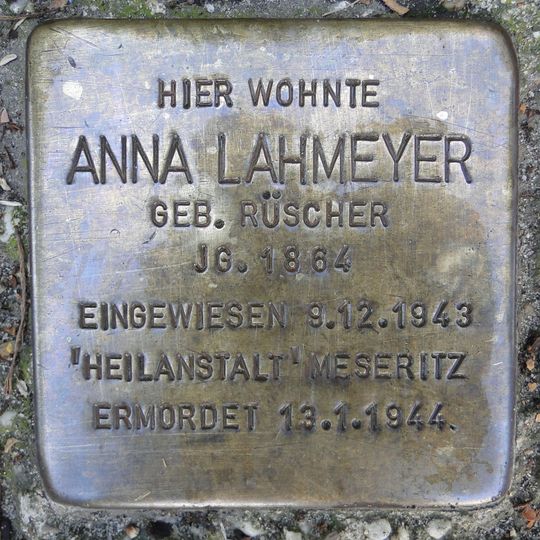 HIER WOHNTE
ANNA LAHMEYER
GEB. RÜSCHER
JG. 1864
EINGEWIESEN 9.12.1943
'HEILANSTALT' MESERITZ
ERMORDET 13.1.1944.